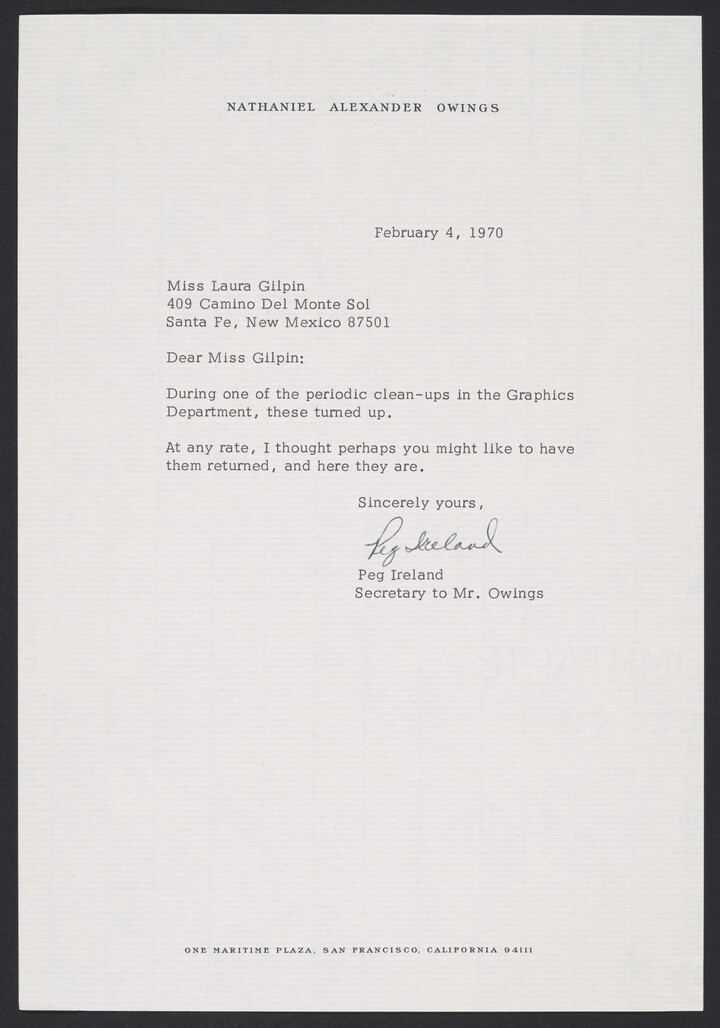 NATHANIEL ALEXANDER OWINGS
February 4, 1970
Miss Laura Gilpin
409 Camino Del Monte Sol
Santa Fe, New Mexico 87501
Dear Miss Gilpin:
During one of the periodic clean-ups in the Graphics
Department, these turned up.
At any rate, I thought perhaps you might like to have
them returned, and here they are.
Sincerely yours,
Peg Ireland
Peg Ireland
Secretary to Mr. Owings
ONE MARITIME PLAZA, SAN FRANCISCO, CALIFORNIA 94111